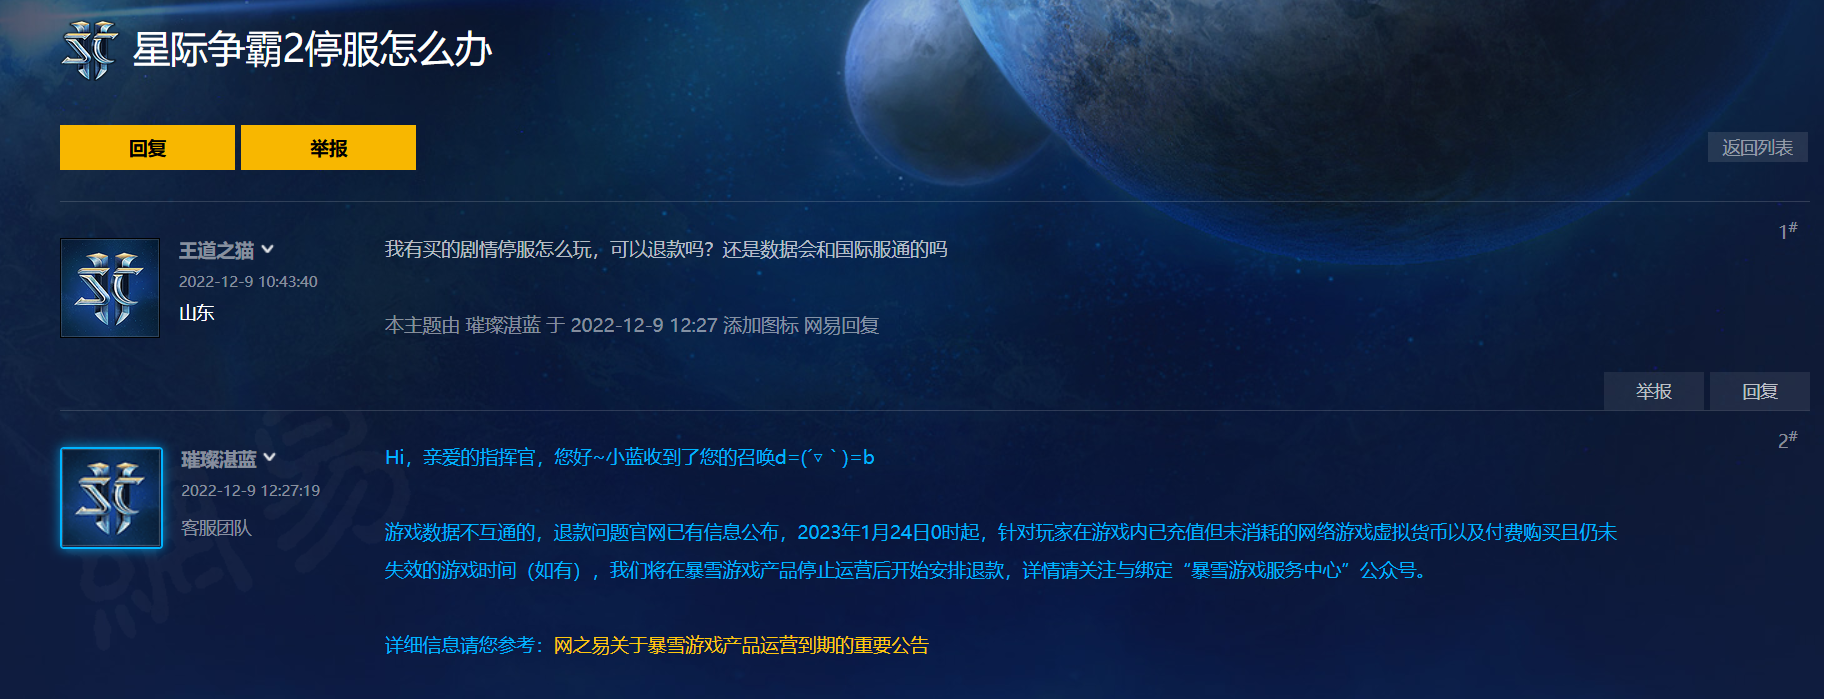 星际争霸2停服怎么办
回复
举报
返回列表
1#
王道之猫
2022-12-9 10:43:40
山东
我有买的剧情停服怎么玩，可以退款吗？还是数据会和国际服通的吗
本主题由 璀璨湛蓝 于 2022-12-9 12:27 添加图标 网易回复
举报
回复
2#
璀璨湛蓝
2022-12-9 12:27:19
客服团队
Hi，亲爱的指挥官，您好~小蓝收到了您的召唤d=(´▿｀)=b
游戏数据不互通的，退款问题官网已有信息公布，2023年1月24日0时起，针对玩家在游戏内已充值但未消耗的网络游戏虚拟货币以及付费购买且仍未
失效的游戏时间（如有），我们将在暴雪游戏产品停止运营后开始安排退款，详情请关注与绑定“暴雪游戏服务中心”公众号。
详细信息请您参考：网之易关于暴雪游戏产品运营到期的重要公告
網易